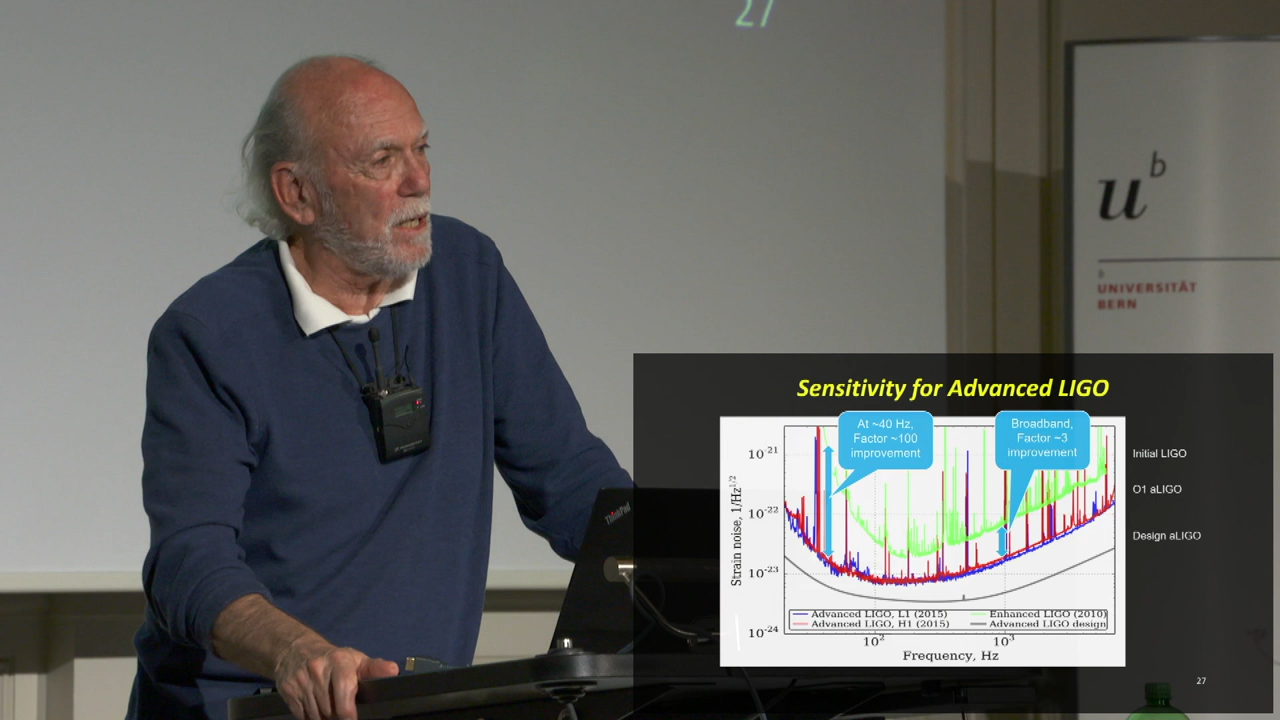 27
u
b
b
UNIVERSITÄT
BERN
ThinkPad
Sensitivity for Advanced LIGO
At ~40 Hz,
Factor ~100
improvement
Broadband,
Factor ~3
improvement
Initial LIGO
O1 aLIGO
Design aLIGO
Strain noise, 1/Hz^1/2
10^-21
10^-22
10^-23
10^-24
Advanced LIGO, L1 (2015)
Advanced LIGO, H1 (2015)
Enhanced LIGO (2010)
Advanced LIGO design
10^2
10^3
Frequency, Hz
27